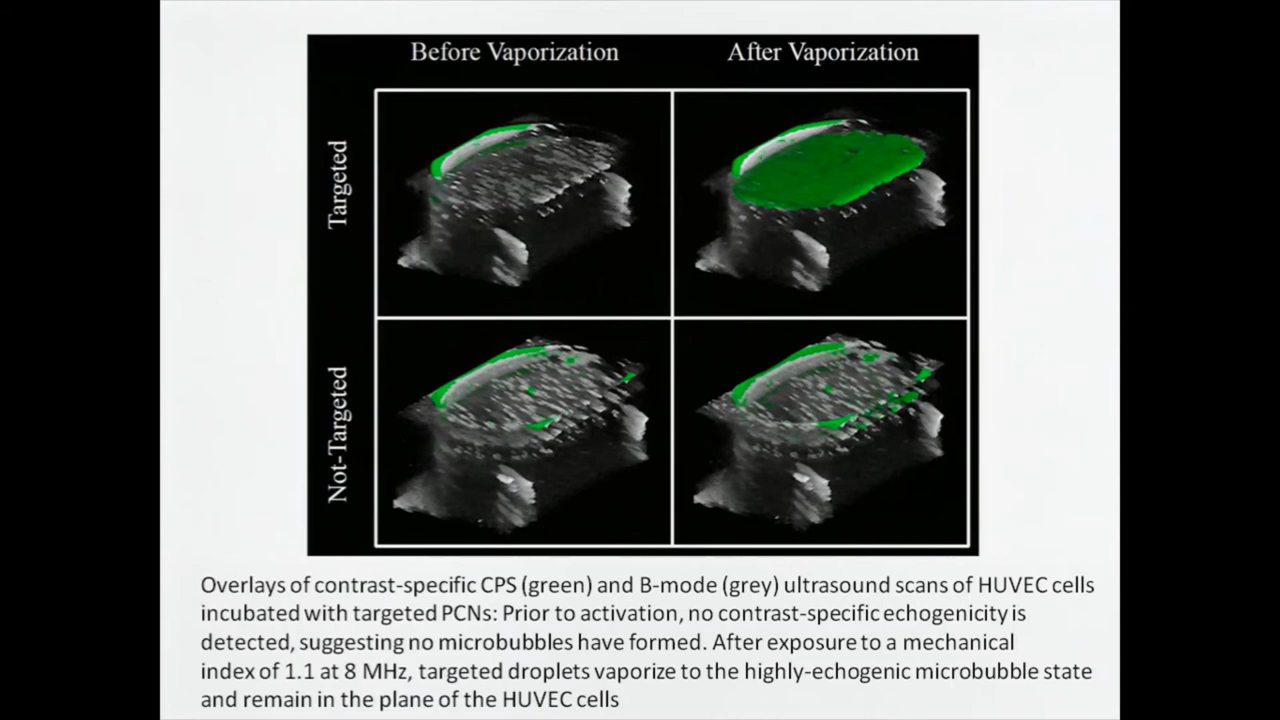 Before Vaporization
After Vaporization
Targeted
Not-Targeted
Overlays of contrast-specific CPS (green) and B-mode (grey) ultrasound scans of HUVEC cells
incubated with targeted PCNs: Prior to activation, no contrast-specific echogenicity is
detected, suggesting no microbubbles have formed. After exposure to a mechanical
index of 1.1 at 8 MHz, targeted droplets vaporize to the highly-echogenic microbubble state
and remain in the plane of the HUVEC cells